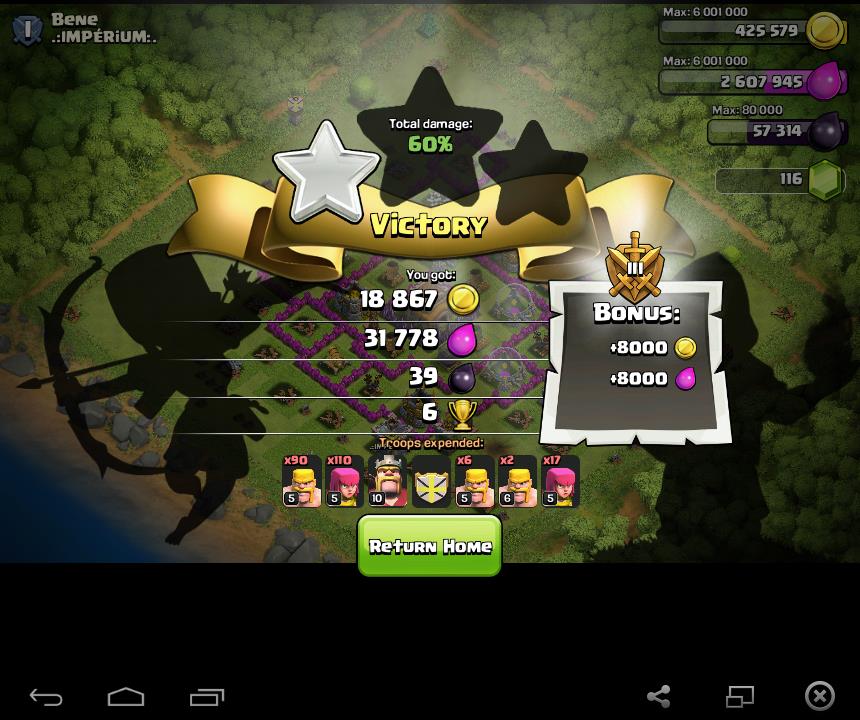 I
Bene
.:IMPÉRiUM:.
Max: 6 001 000
425 579
Max: 6 001 000
2 607 945
Max: 80 000
57 314
116
Total damage:
60%
Victory
You got:
18 867
31 778
39
6
III
Bonus:
+8000
+8000
Troops expended:
x90 x110 x6 x2 x17
5 5 10 5 6 5
Return Home